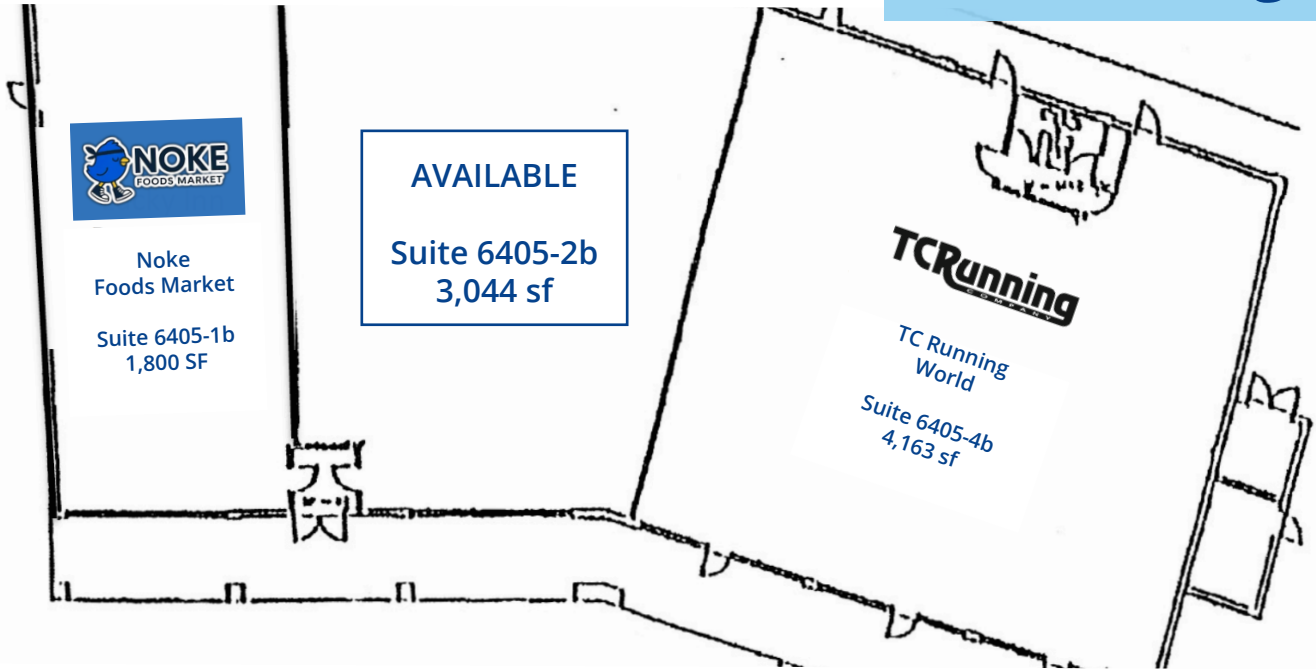 NOKE
FOODS MARKET
Noke
Foods Market
Suite 6405-1b
1,800 SF
AVAILABLE
Suite 6405-2b
3,044 sf
TCRunning
COMPANY
TC Running
World
Suite 6405-4b
4,163 sf